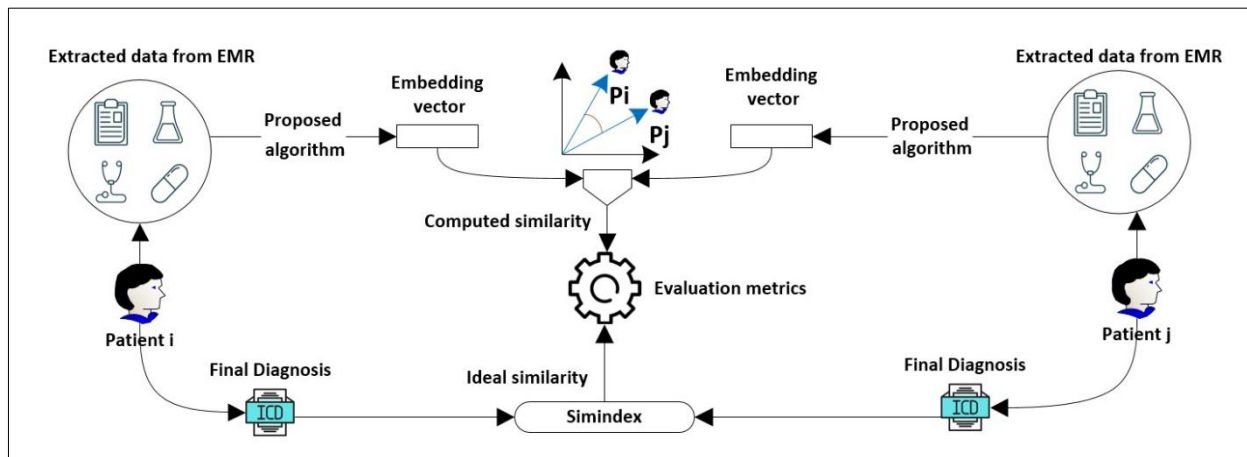 Extracted data from EMR
Extracted data from EMR
Embedding
vector
Pi
Pj
Embedding
vector
Proposed
algorithm
Proposed
algorithm
Computed similarity
Evaluation metrics
Patient i
Patient j
Final Diagnosis
ICD
Ideal similarity
Simindex
Final Diagnosis
ICD